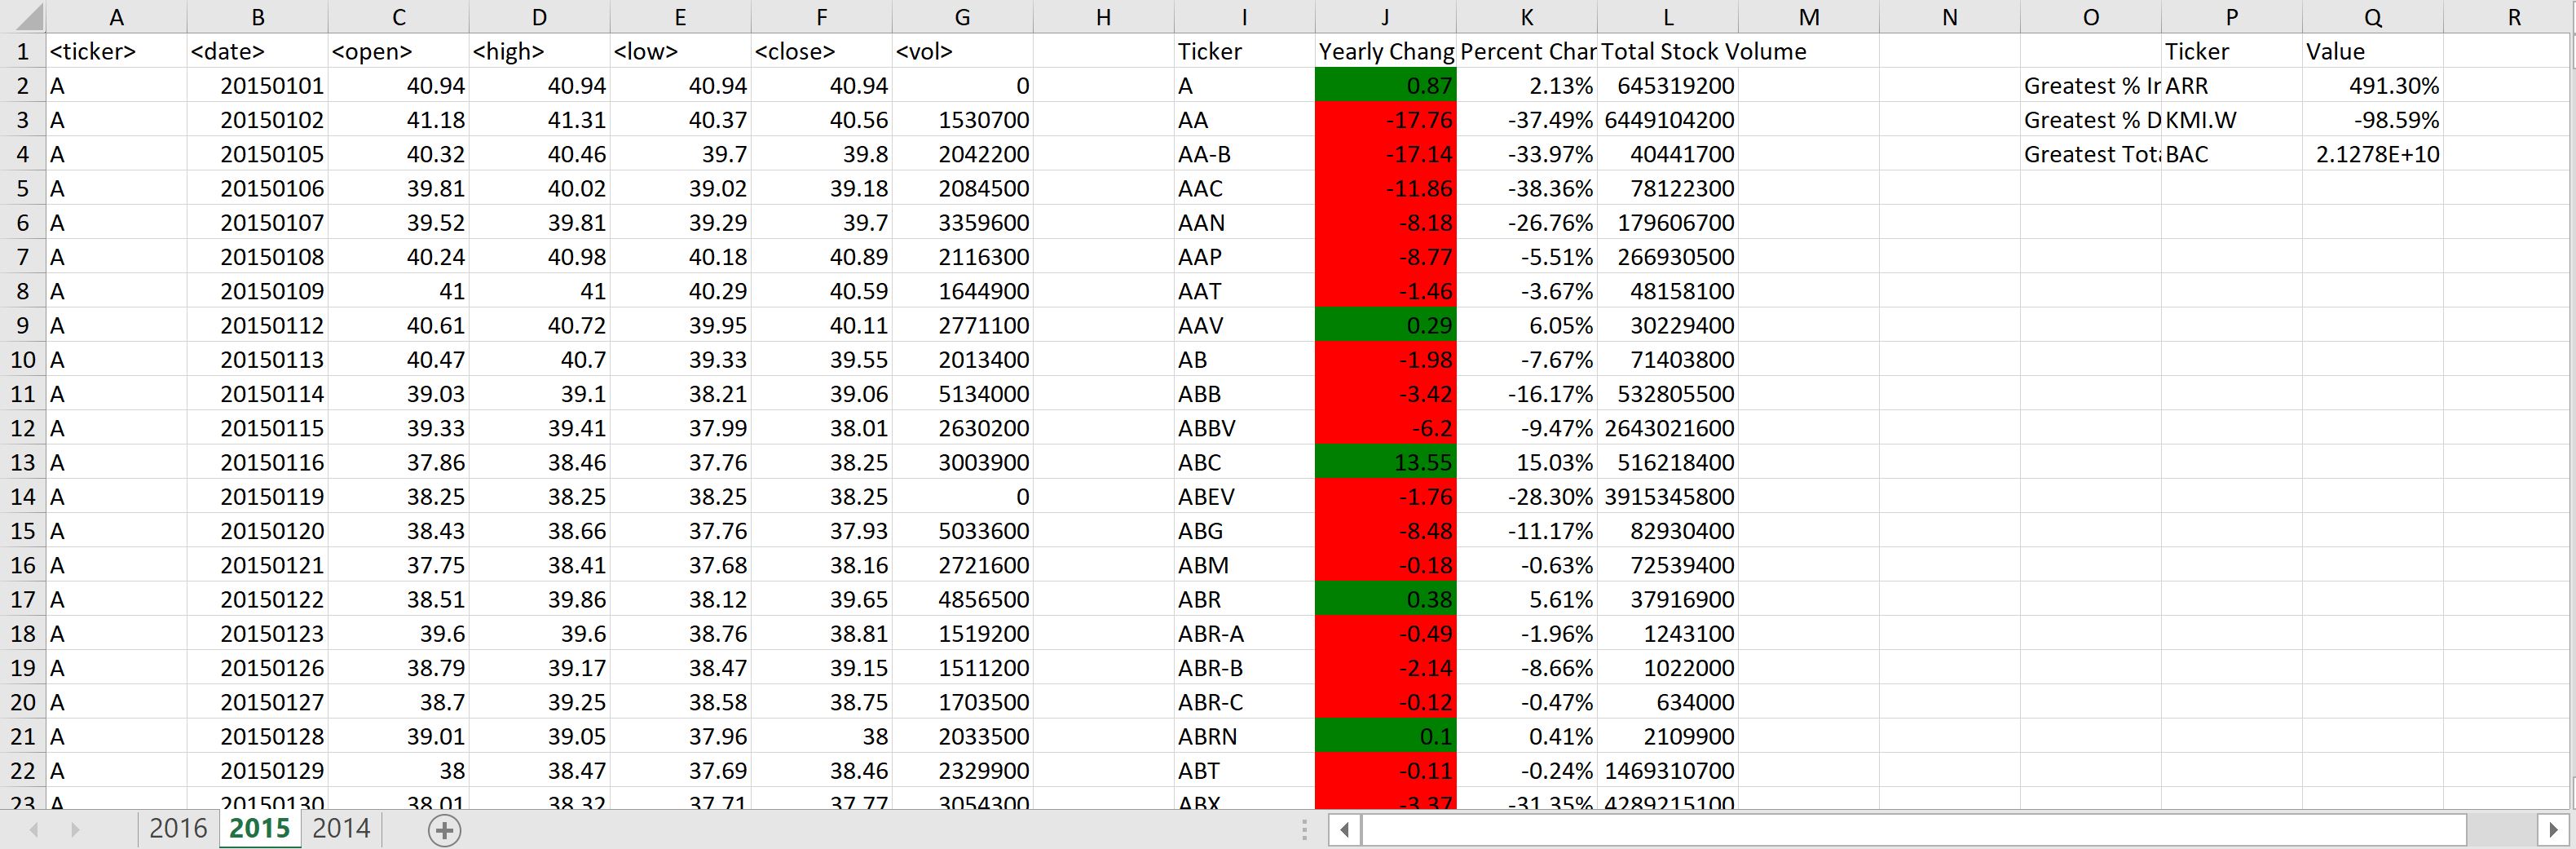 A B C D E F G H I J K L M N O P Q R
1 <ticker> <date> <open> <high> <low> <close> <vol> Ticker Yearly Chang Percent Char Total Stock Volume Ticker Value
2 A 20150101 40.94 40.94 40.94 40.94 0 A 0.87 2.13% 645319200 Greatest % Ir ARR 491.30%
3 A 20150102 41.18 41.31 40.37 40.56 1530700 AA -17.76 -37.49% 6449104200 Greatest % D KMI.W -98.59%
4 A 20150105 40.32 40.46 39.7 39.8 2042200 AA-B -17.14 -33.97% 40441700 Greatest Tota BAC 2.1278E+10
5 A 20150106 39.81 40.02 39.02 39.18 2084500 AAC -11.86 -38.36% 78122300
6 A 20150107 39.52 39.81 39.29 39.7 3359600 AAN -8.18 -26.76% 179606700
7 A 20150108 40.24 40.98 40.18 40.89 2116300 AAP -8.77 -5.51% 266930500
8 A 20150109 41 41 40.29 40.59 1644900 AAT -1.46 -3.67% 48158100
9 A 20150112 40.61 40.72 39.95 40.11 2771100 AAV 0.29 6.05% 30229400
10 A 20150113 40.47 40.7 39.33 39.55 2013400 AB -1.98 -7.67% 71403800
11 A 20150114 39.03 39.1 38.21 39.06 5134000 ABB -3.42 -16.17% 532805500
12 A 20150115 39.33 39.41 37.99 38.01 2630200 ABBV -6.2 -9.47% 2643021600
13 A 20150116 37.86 38.46 37.76 38.25 3003900 ABC 13.55 15.03% 516218400
14 A 20150119 38.25 38.25 38.25 38.25 0 ABEV -1.76 -28.30% 3915345800
15 A 20150120 38.43 38.66 37.76 37.93 5033600 ABG -8.48 -11.17% 82930400
16 A 20150121 37.75 38.41 37.68 38.16 2721600 ABM -0.18 -0.63% 72539400
17 A 20150122 38.51 39.86 38.12 39.65 4856500 ABR 0.38 5.61% 37916900
18 A 20150123 39.6 39.6 38.76 38.81 1519200 ABR-A -0.49 -1.96% 1243100
19 A 20150126 38.79 39.17 38.47 39.15 1511200 ABR-B -2.14 -8.66% 1022000
20 A 20150127 38.7 39.25 38.58 38.75 1703500 ABR-C -0.12 -0.47% 634000
21 A 20150128 39.01 39.05 37.96 38 2033500 ABRN 0.1 0.41% 2109900
22 A 20150129 38 38.47 37.69 38.46 2329900 ABT -0.11 -0.24% 1469310700
23 A 20150130 38.01 38.32 37.71 37.77 3054300 ABX -3.37 -31.35% 4289215100
2016 2015 2014